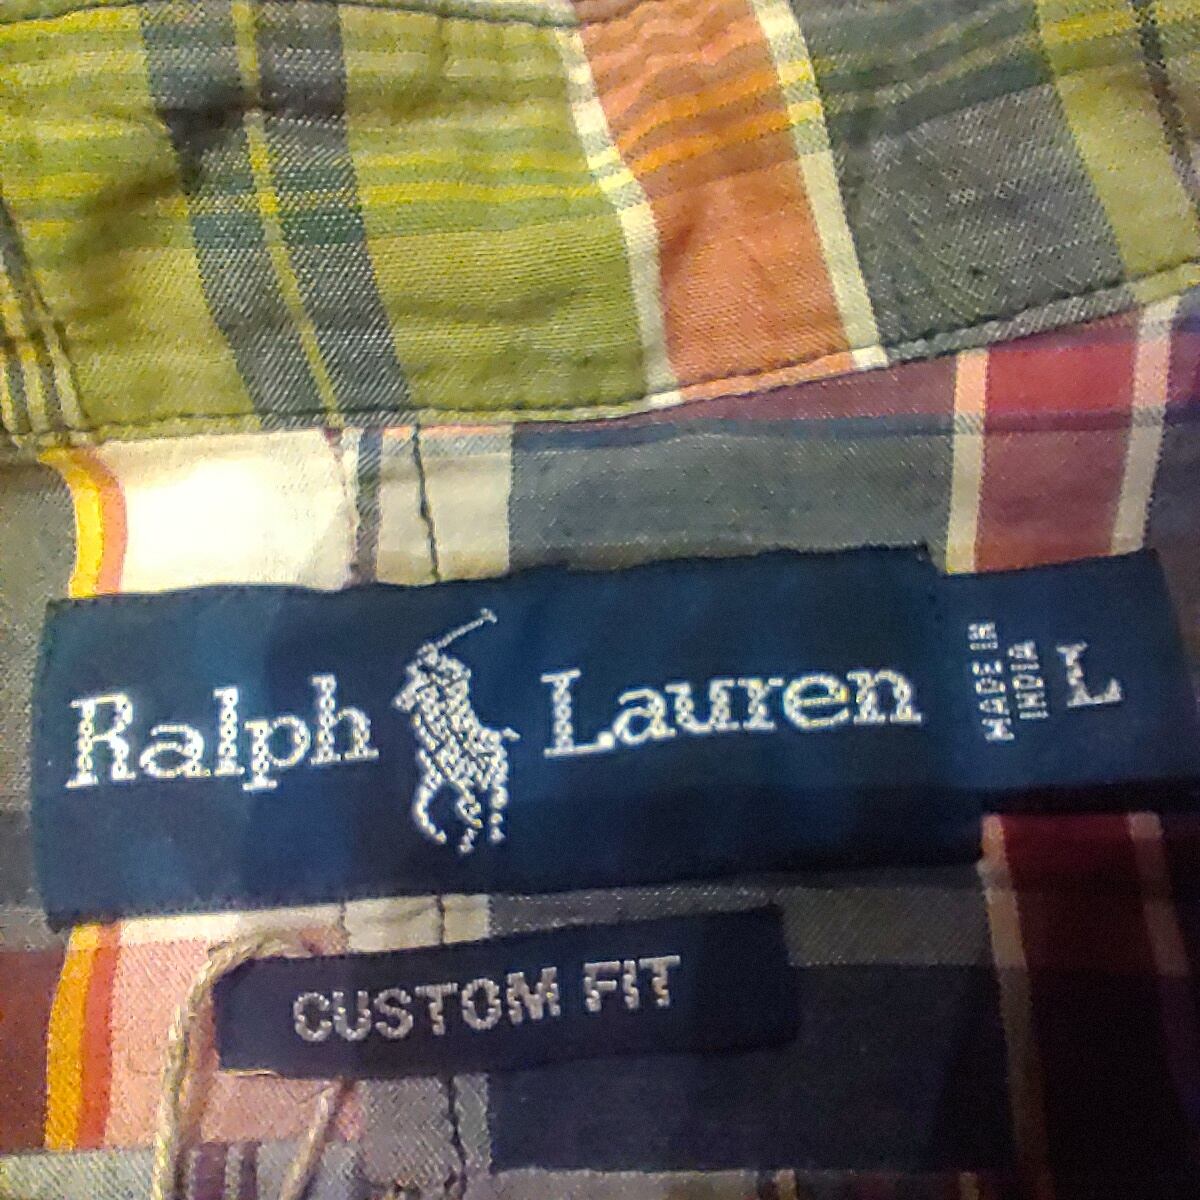 Ralph Lauren
MADE IN
INDIA
L
CUSTOM FIT